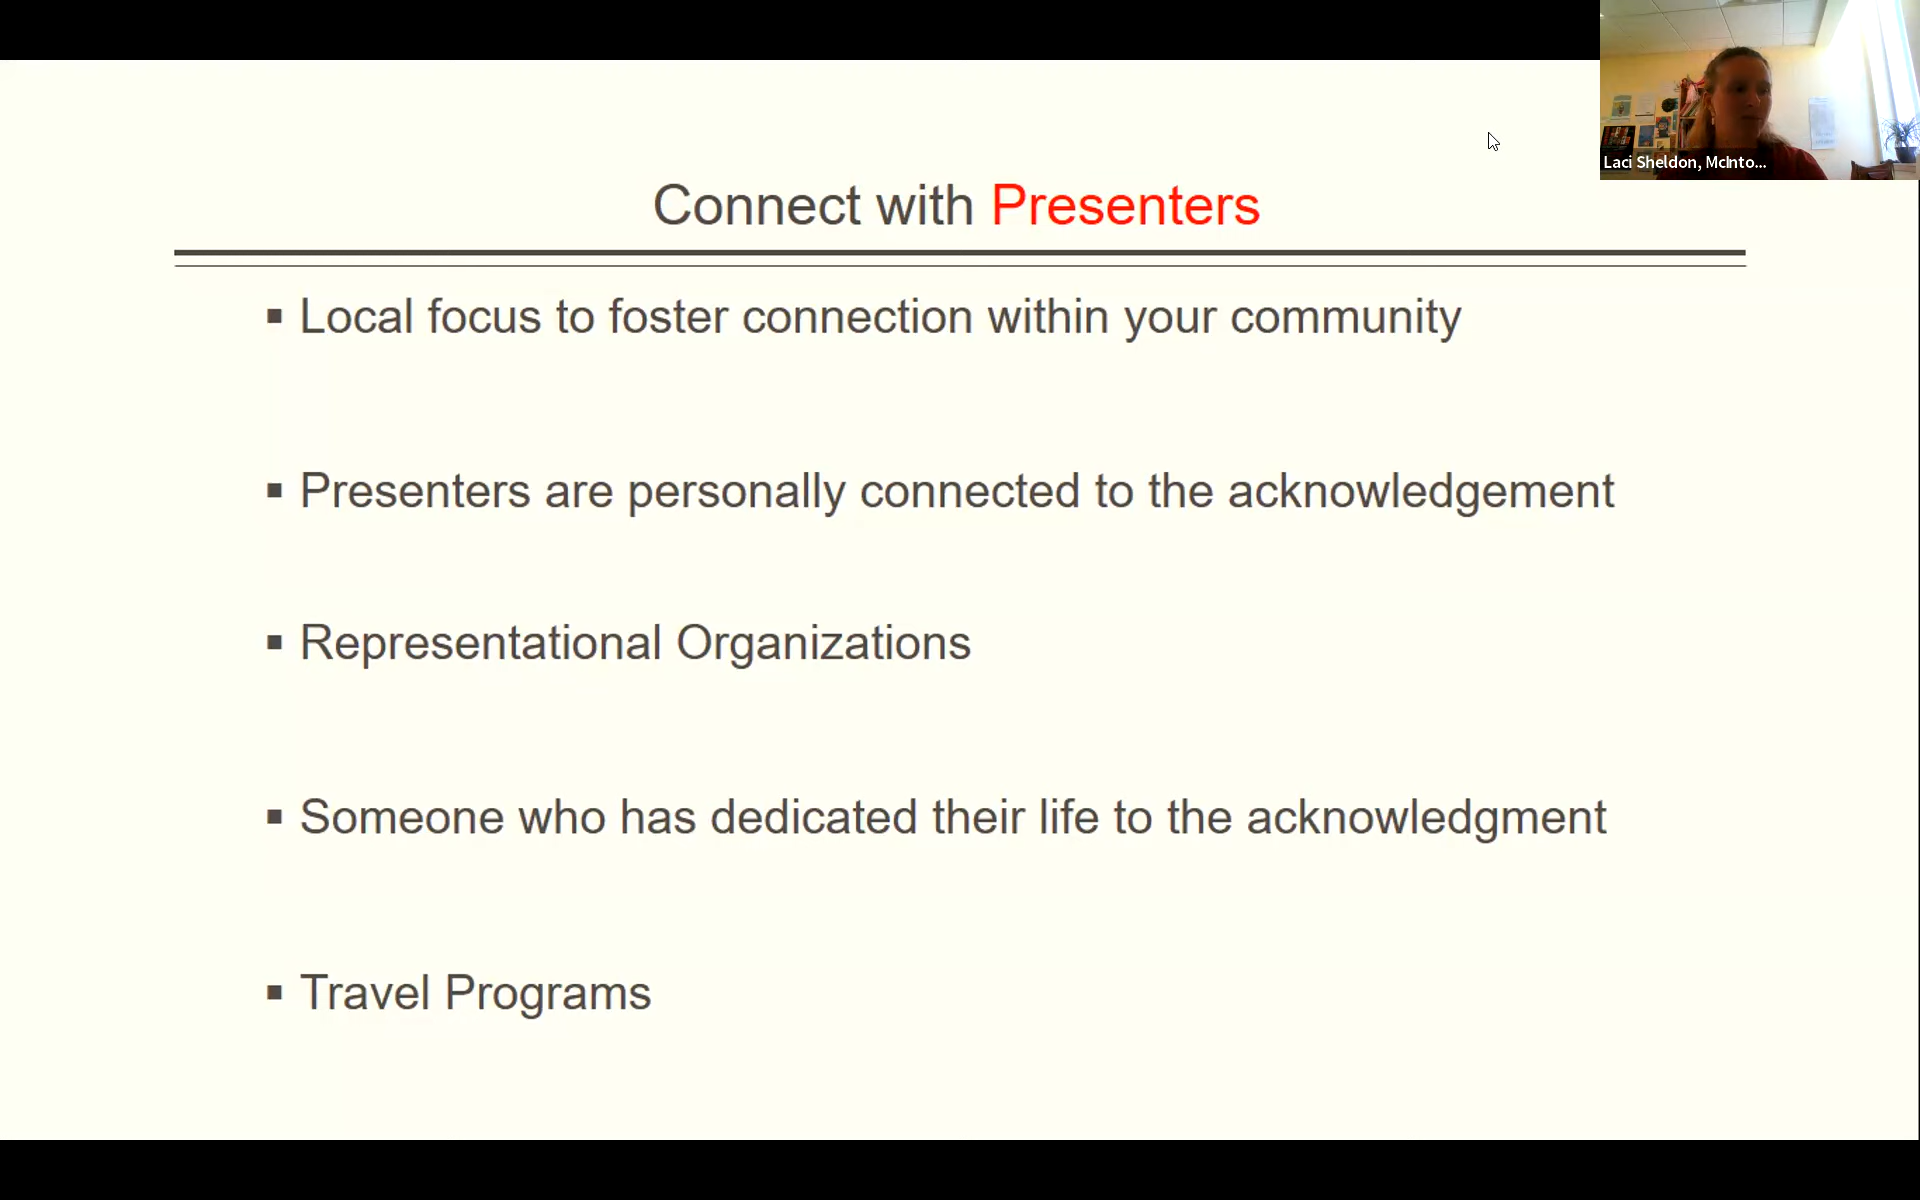 Laci Sheldon, McInto...
Connect with Presenters
▪ Local focus to foster connection within your community
▪ Presenters are personally connected to the acknowledgement
▪ Representational Organizations
▪ Someone who has dedicated their life to the acknowledgment
▪ Travel Programs